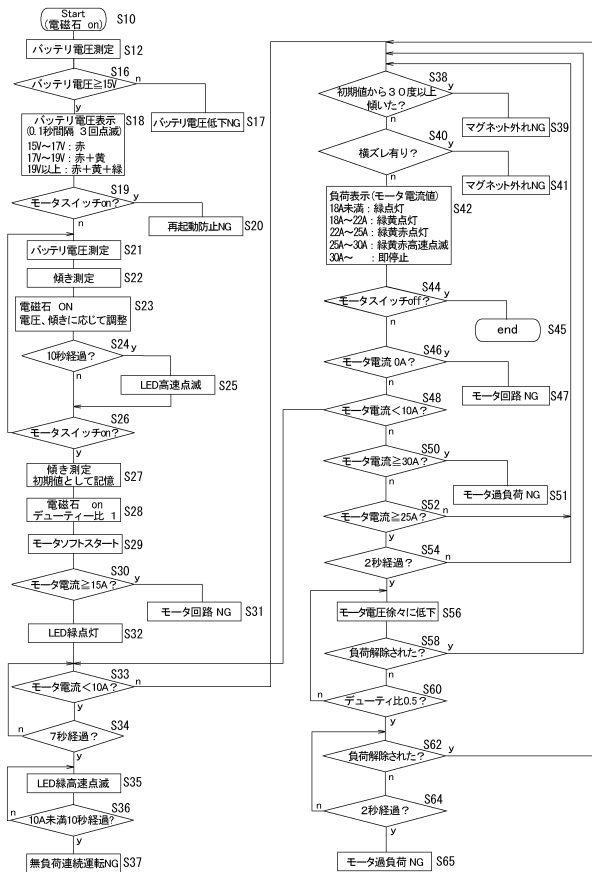 Start
(電磁石 on)
S10
バッテリ電圧測定
S12
S16
バッテリ電圧≧15V
n
y
バッテリ電圧低下NG
S17
バッテリ電圧表示
(0.1秒間隔 3回点滅)
15V～17V：赤
17V～19V：赤＋黄
19V以上：赤＋黄＋緑
S18
S19
モータスイッチon？
y
n
再起動防止NG
S20
バッテリ電圧測定
S21
傾き測定
S22
電磁石 ON
電圧、傾きに応じて調整
S23
S24
10秒経過？
y
n
LED高速点滅
S25
S26
モータスイッチon？
n
y
傾き測定
初期値として記憶
S27
電磁石 on
デューティー比 1
S28
モータソフトスタート
S29
S30
モータ電流≧15A？
y
n
モータ回路 NG
S31
LED緑点灯
S32
S33
モータ電流＜10A？
n
y
S34
7秒経過？
n
y
LED緑高速点滅
S35
S36
10A未満10秒経過？
n
y
無負荷連続運転NG
S37
S38
初期値から３０度以上
傾いた？
y
n
マグネット外れNG
S39
S40
横ズレ有り？
y
n
マグネット外れNG
S41
負荷表示(モータ電流値)
18A未満：緑点灯
18A～22A：緑黄点灯
22A～25A：緑黄赤点灯
25A～30A：緑黄赤高速点滅
30A～　：即停止
S42
S44
モータスイッチoff？
y
n
end
S45
S46
モータ電流 0A？
y
n
モータ回路 NG
S47
S48
モータ電流＜10A？
y
n
S50
モータ電流≧30A？
y
n
モータ過負荷 NG
S51
S52
モータ電流≧25A？
n
y
S54
2秒経過？
n
y
モータ電圧徐々に低下
S56
S58
負荷解除された？
y
n
S60
デューティ比0.5？
n
y
S62
負荷解除された？
y
n
S64
2秒経過？
n
y
モータ過負荷 NG
S65